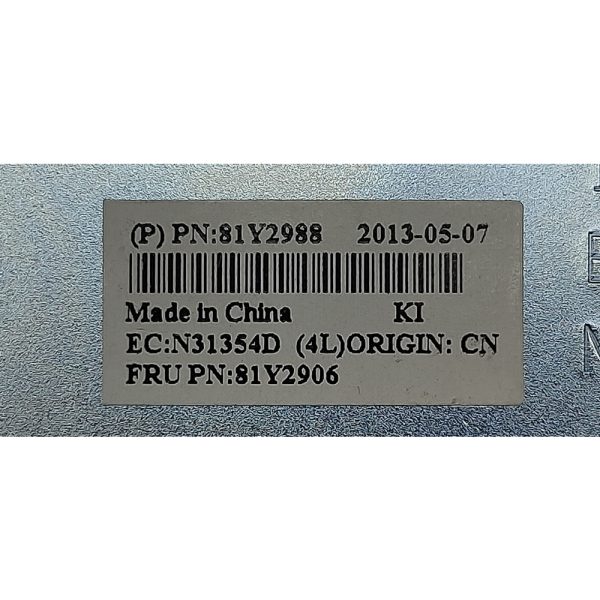 (P) PN:81Y2988 2013-05-07
Made in China KI
EC:N31354D (4L)ORIGIN: CN
FRU PN:81Y2906